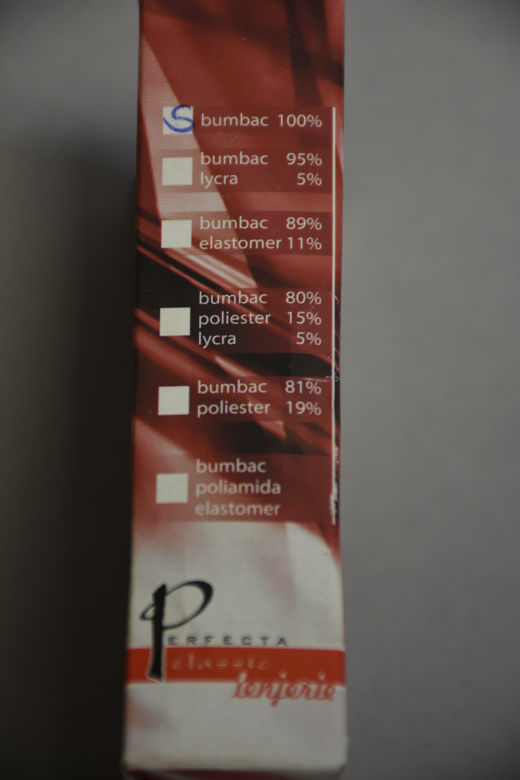 bumbac 100%
bumbac 95%
lycra 5%
bumbac 89%
elastomer 11%
bumbac 80%
poliester 15%
lycra 5%
bumbac 81%
poliester 19%
bumbac
poliamida
elastomer
PERFECTA
classic
lenjerie